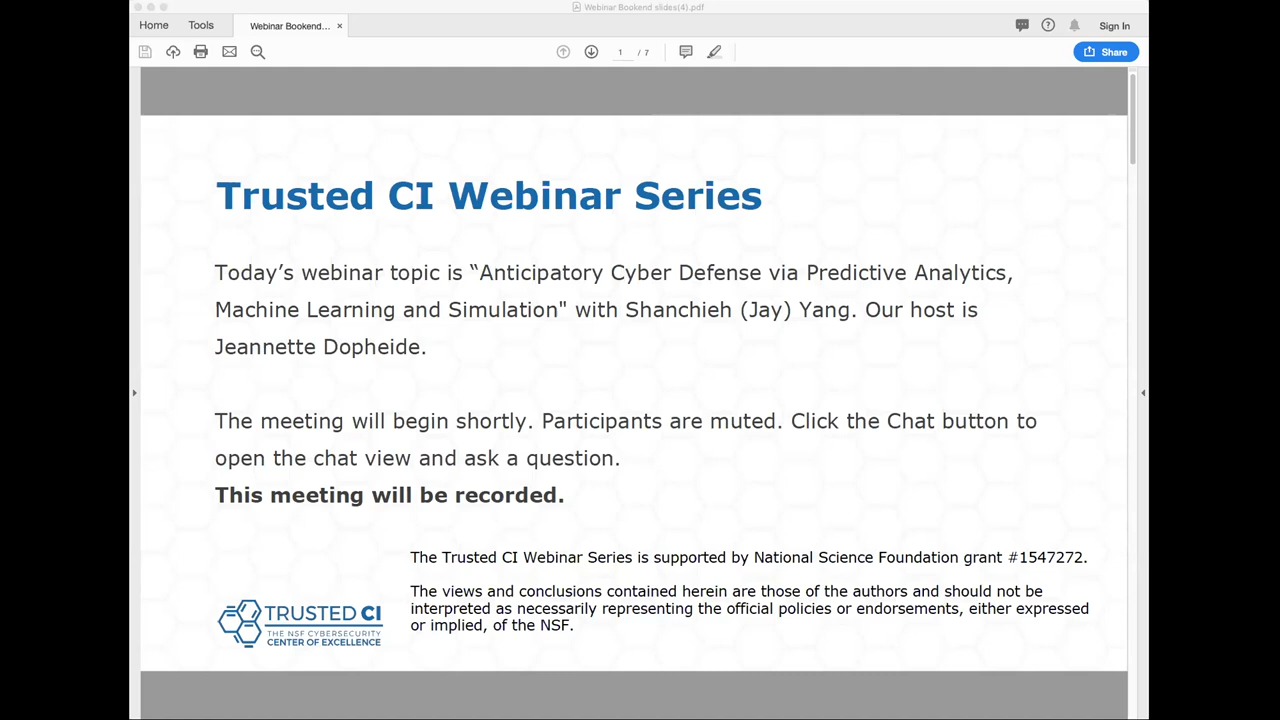 Webinar Bookend slides(4).pdf
Home Tools Webinar Bookend... × Sign In
1 / 7 Share
Trusted CI Webinar Series
Today’s webinar topic is “Anticipatory Cyber Defense via Predictive Analytics,
Machine Learning and Simulation" with Shanchieh (Jay) Yang. Our host is
Jeannette Dopheide.
The meeting will begin shortly. Participants are muted. Click the Chat button to
open the chat view and ask a question.
This meeting will be recorded.
The Trusted CI Webinar Series is supported by National Science Foundation grant #1547272.
The views and conclusions contained herein are those of the authors and should not be
interpreted as necessarily representing the official policies or endorsements, either expressed
or implied, of the NSF.
TRUSTED CI
THE NSF CYBERSECURITY
CENTER OF EXCELLENCE